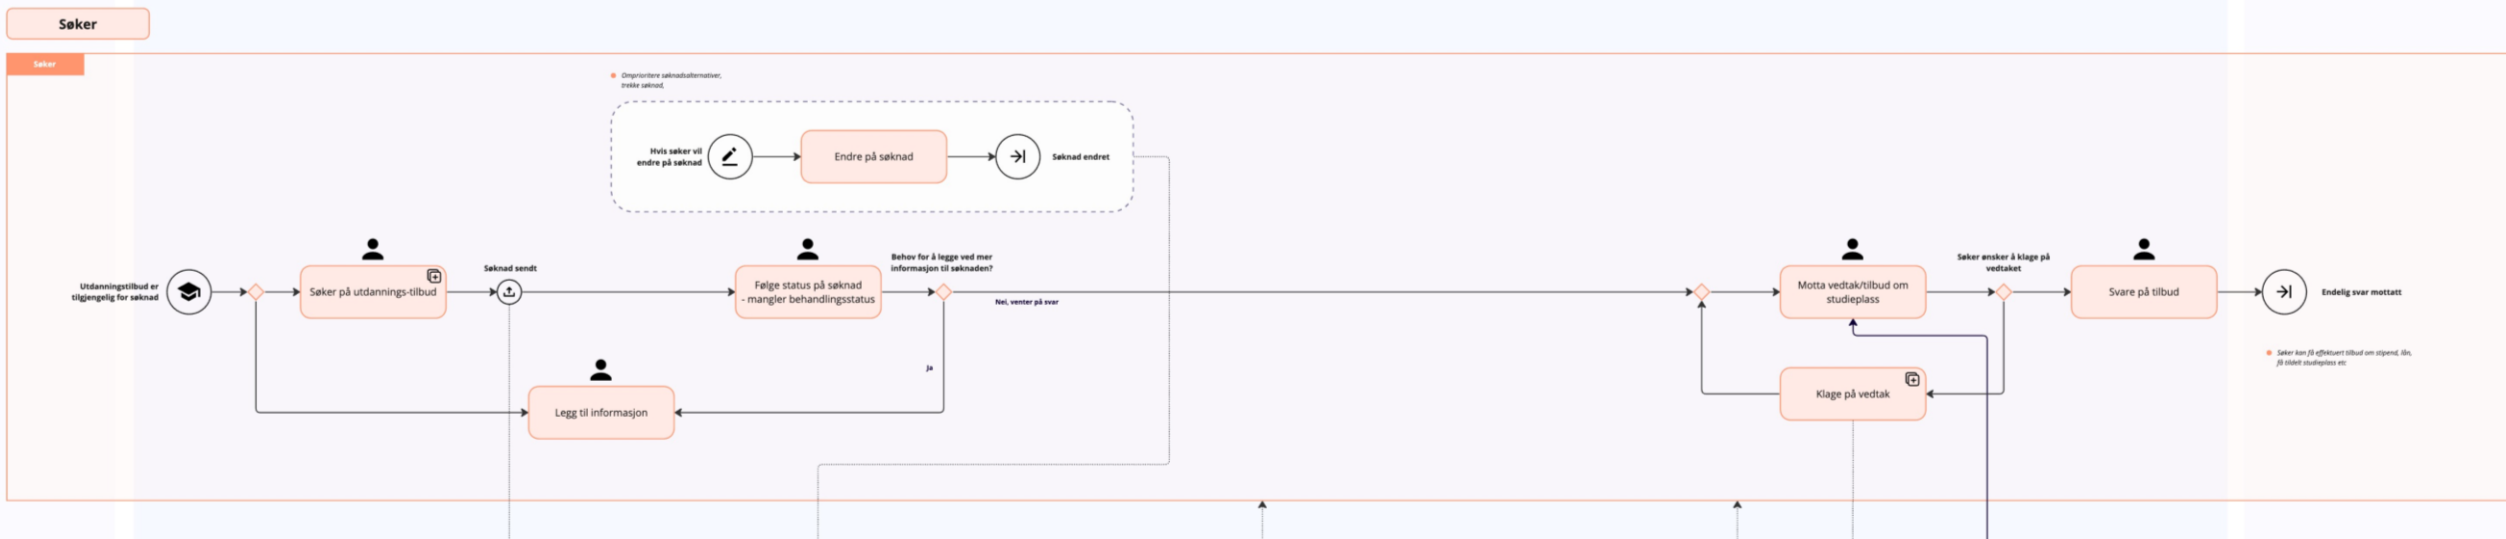 Søker
Søker
Omprioritere søknadsalternativer,
trekke søknad,
Hvis søker vil
endre på søknad
Endre på søknad
Søknad endret
Utdanningstilbud er
tilgjengelig for søknad
Søker på utdannings-tilbud
Søknad sendt
Følge status på søknad
- mangler behandlingsstatus
Behov for å legge ved mer
informasjon til søknaden?
Nei, venter på svar
Ja
Legg til informasjon
Motta vedtak/tilbud om
studieplass
Søker ønsker å klage på
vedtaket
Svare på tilbud
Endelig svar mottatt
Klage på vedtak
Søker kan få effektuert tilbud om stipend, lån,
få tildelt studieplass etc